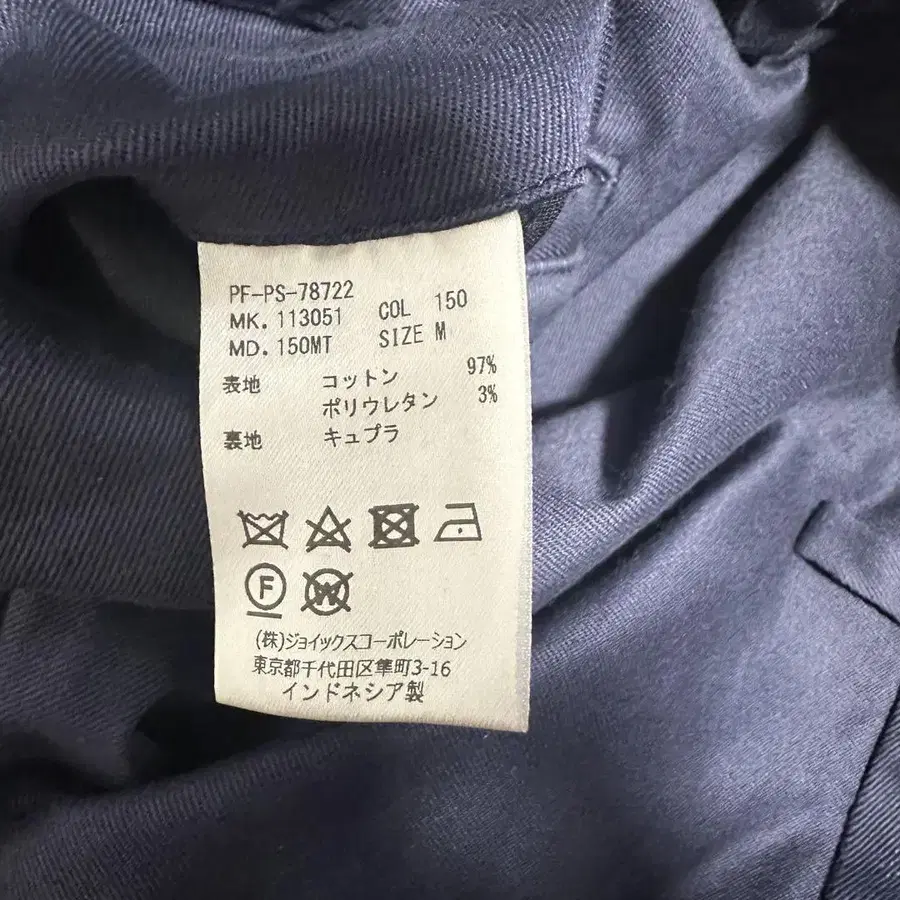 PF-PS-78722
MK. 113051 COL 150
MD. 150MT SIZE M
表地 コットン 97%
ポリウレタン 3%
裏地 キュプラ
F W
(株)ジョイックスコーポレーション
東京都千代田区隼町3-16
インドネシア製